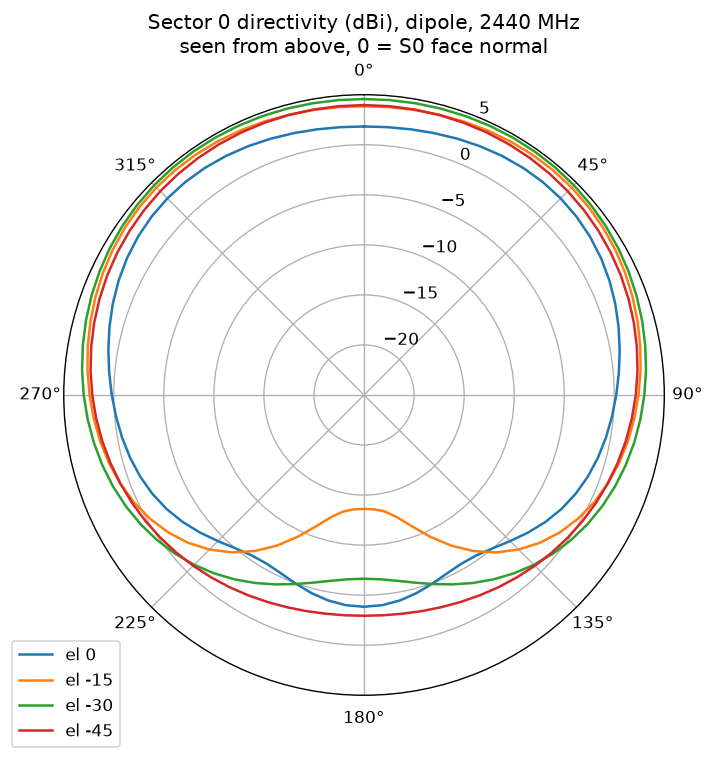 Sector 0 directivity (dBi), dipole, 2440 MHz
seen from above, 0 = S0 face normal
0°
5
315°
0
45°
−5
−10
−15
−20
270°
90°
225°
135°
180°
el 0
el -15
el -30
el -45